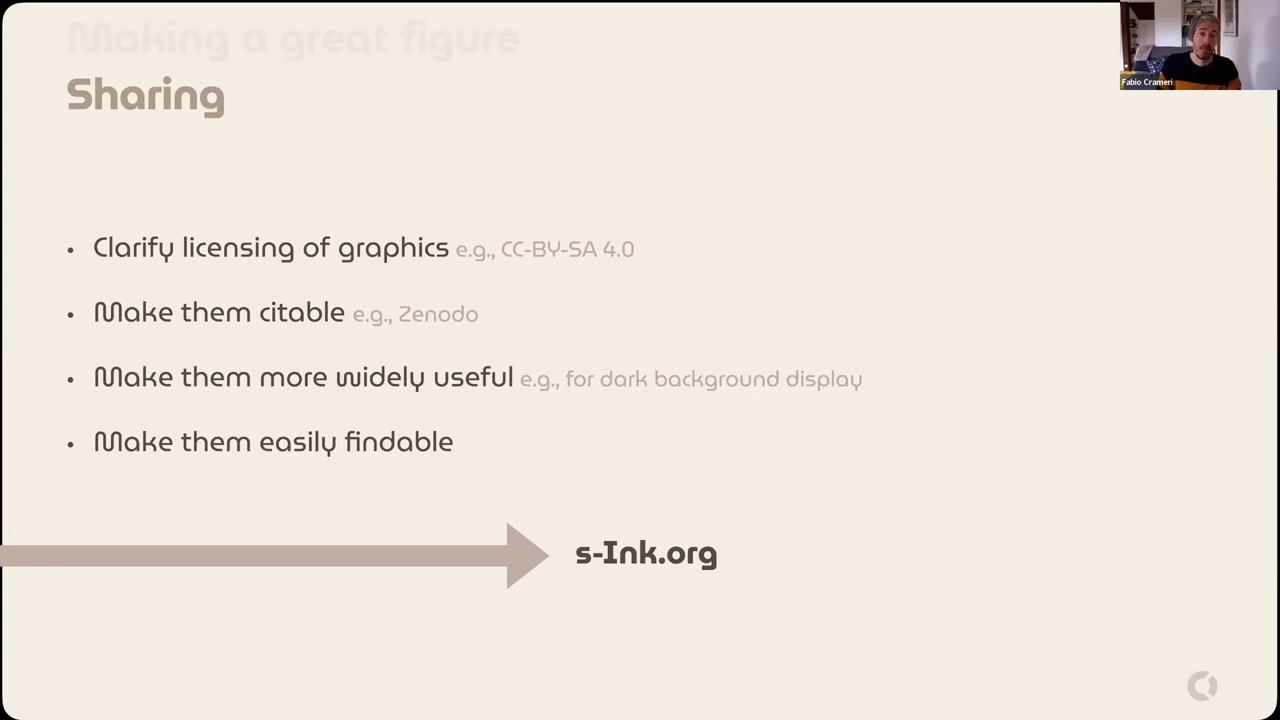 Making a great figure
Sharing
Fabio Crameri
• Clarify licensing of graphics e.g., CC-BY-SA 4.0
• Make them citable e.g., Zenodo
• Make them more widely useful e.g., for dark background display
• Make them easily findable
s-Ink.org